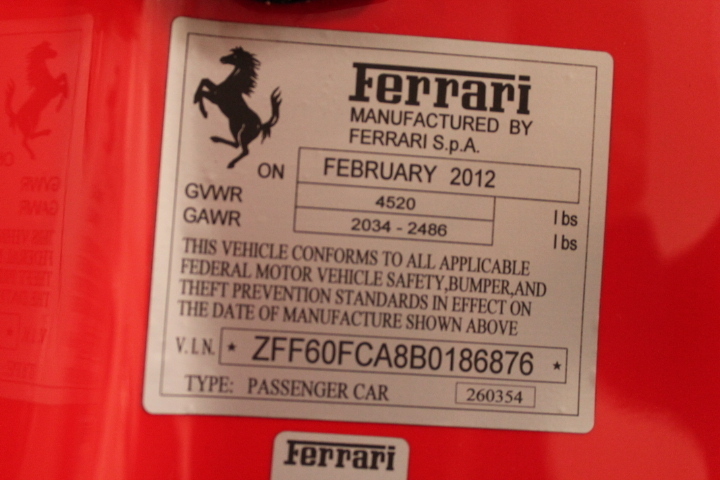 Ferrari
MANUFACTURED BY
FERRARI S.p.A.
ON FEBRUARY 2012
GVWR 4520 lbs
GAWR 2034 - 2486 lbs
THIS VEHICLE CONFORMS TO ALL APPLICABLE
FEDERAL MOTOR VEHICLE SAFETY,BUMPER,AND
THEFT PREVENTION STANDARDS IN EFFECT ON
THE DATE OF MANUFACTURE SHOWN ABOVE
V.I.N. * ZFF60FCA8B0186876 *
TYPE: PASSENGER CAR 260354
Ferrari